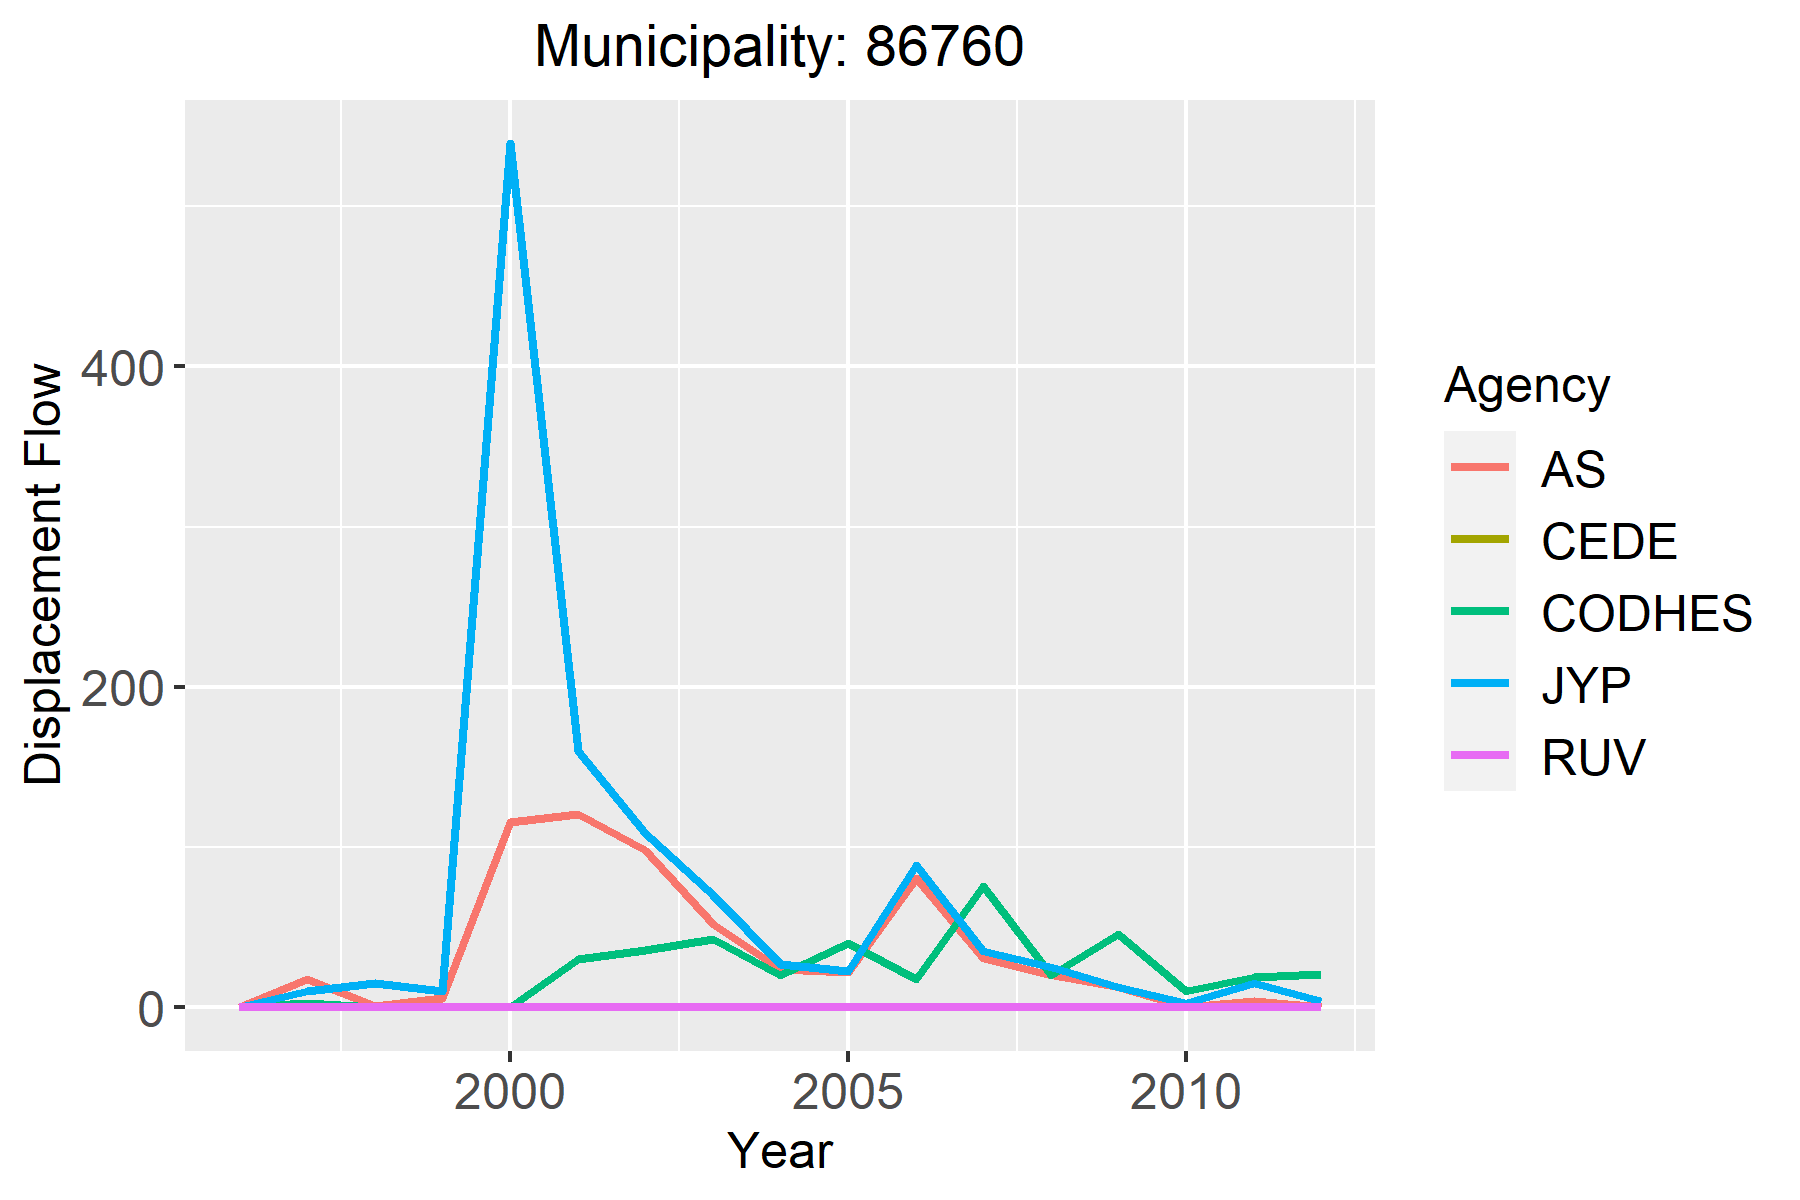 Municipality: 86760
Displacement Flow
400
200
0
2000 2005 2010
Year
Agency
AS
CEDE
CODHES
JYP
RUV